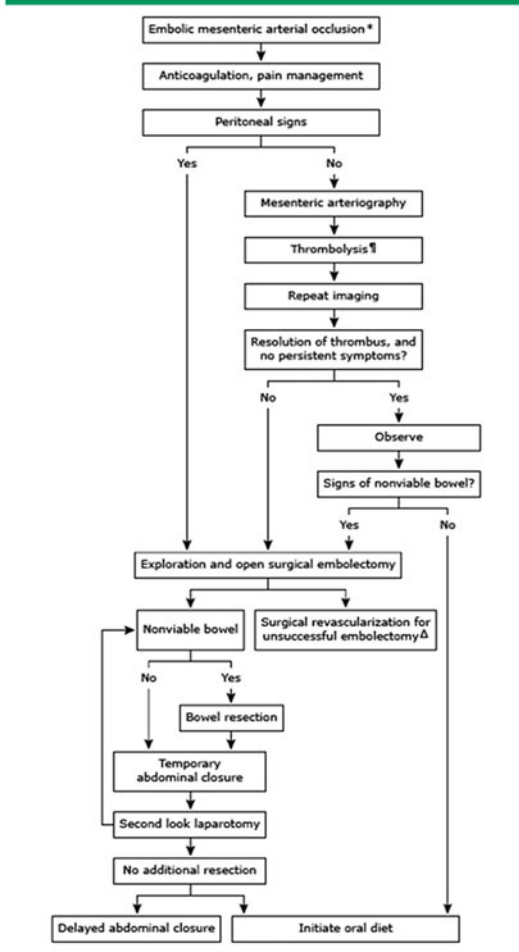 Embolic mesenteric arterial occlusion*
Anticoagulation, pain management
Peritoneal signs
Yes
No
Mesenteric arteriography
Thrombolysis¶
Repeat imaging
Resolution of thrombus, and
no persistent symptoms?
No
Yes
Observe
Signs of nonviable bowel?
Yes
No
Exploration and open surgical embolectomy
Nonviable bowel
Surgical revascularization for
unsuccessful embolectomyΔ
No
Yes
Bowel resection
Temporary
abdominal closure
Second look laparotomy
No additional resection
Delayed abdominal closure
Initiate oral diet